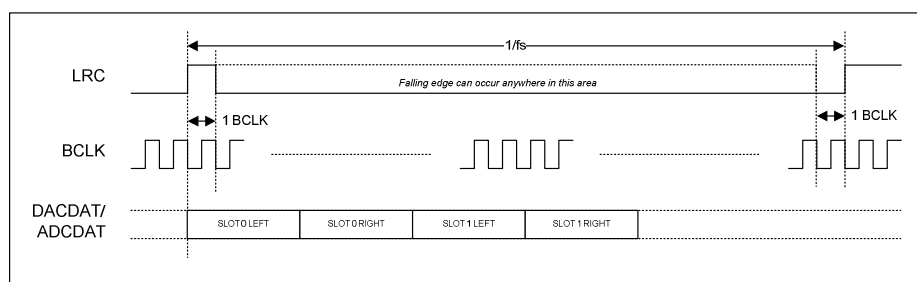 1/fs
LRC
Falling edge can occur anywhere in this area
1 BCLK
1 BCLK
BCLK
DACDAT/
ADCDAT
SLOT 0 LEFT
SLOT 0 RIGHT
SLOT 1 LEFT
SLOT 1 RIGHT